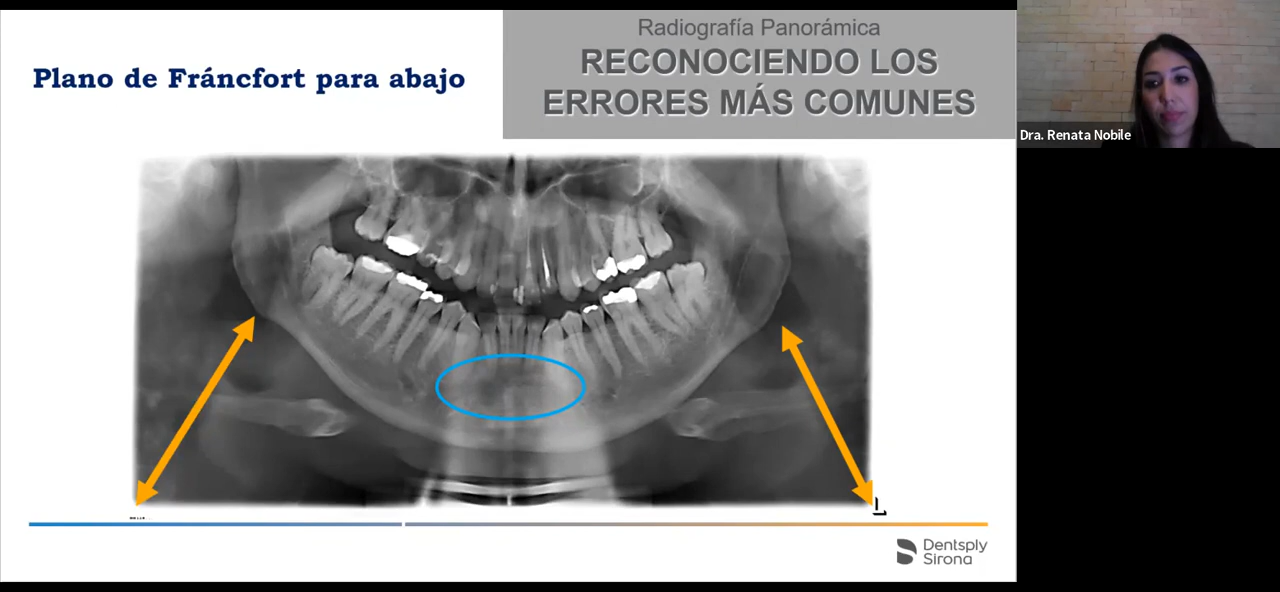 Radiografía Panorámica
RECONOCIENDO LOS
ERRORES MÁS COMUNES
Plano de Fráncfort para abajo
Dra. Renata Nobile
L
Dentsply
Sirona